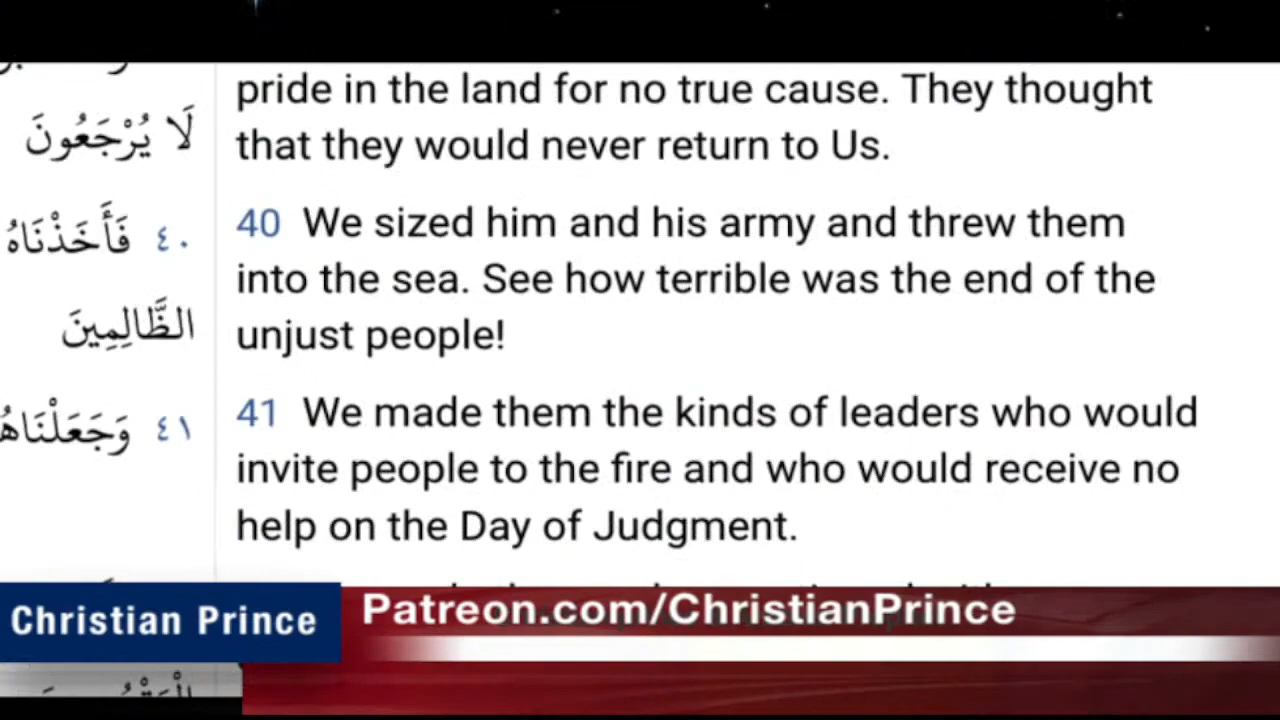 pride in the land for no true cause. They thought
that they would never return to Us.
لَا يُرْجَعُونَ
40 We sized him and his army and threw them
into the sea. See how terrible was the end of the
unjust people!
٤٠ فَأَخَذْنَاهُ
الظَّالِمِينَ
41 We made them the kinds of leaders who would
invite people to the fire and who would receive no
help on the Day of Judgment.
٤١ وَجَعَلْنَاهُ
Christian Prince
Patreon.com/ChristianPrince